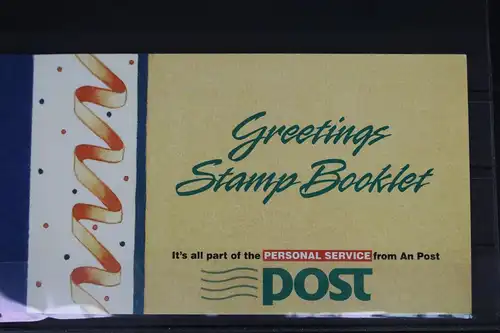 Greetings
Stamp Booklet
It's all part of the PERSONAL SERVICE from An Post
post